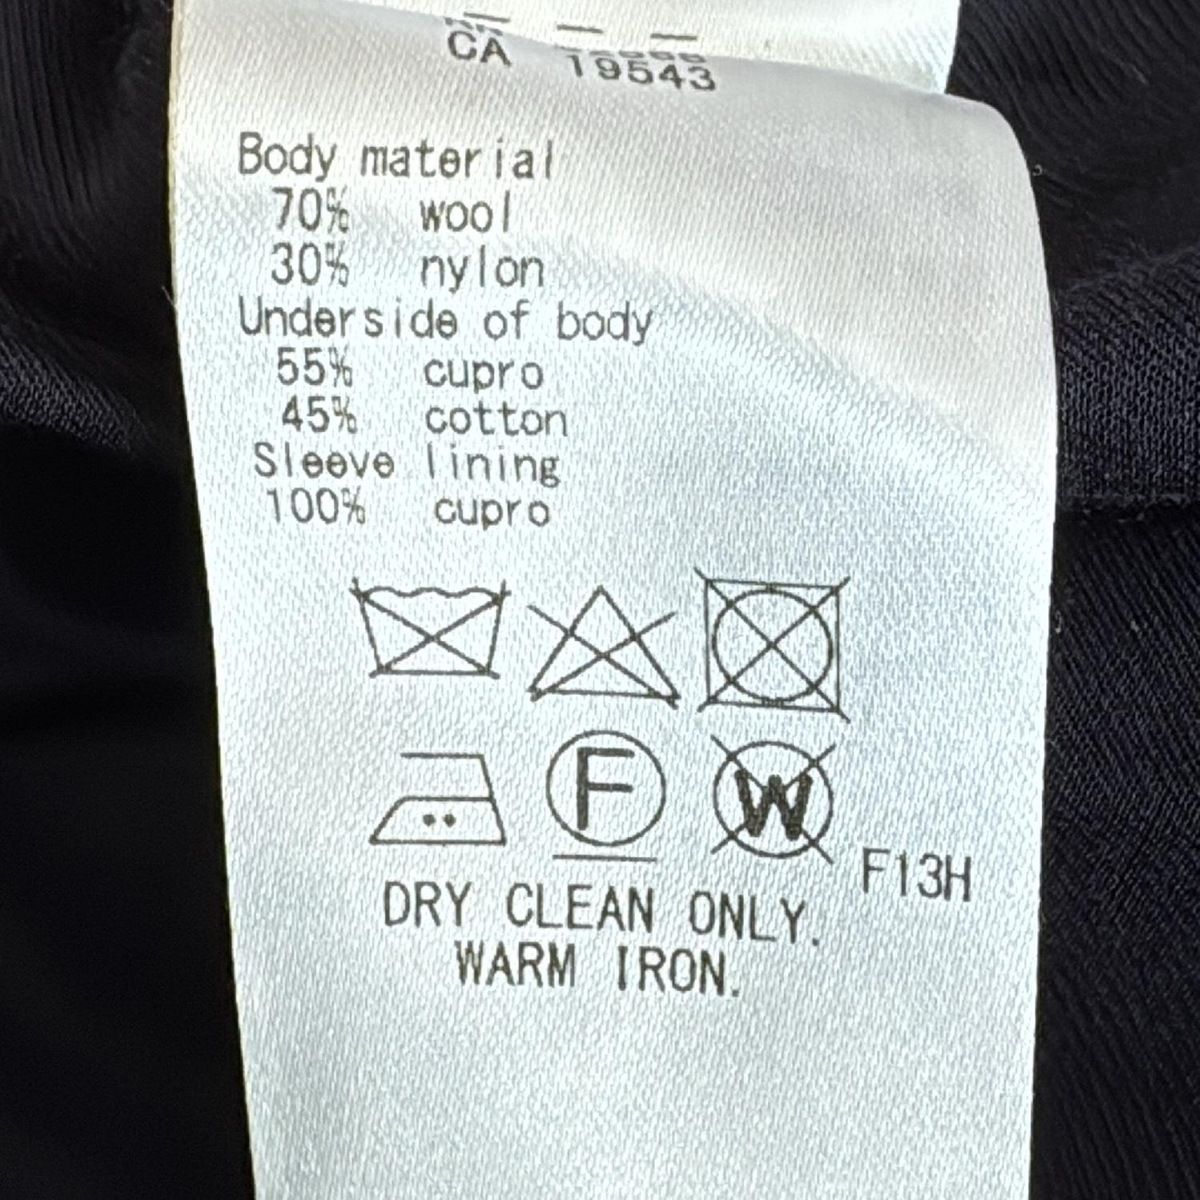 CA 19543
Body material
70% wool
30% nylon
Underside of body
55% cupro
45% cotton
Sleeve lining
100% cupro
F W
F13H
DRY CLEAN ONLY.
WARM IRON.